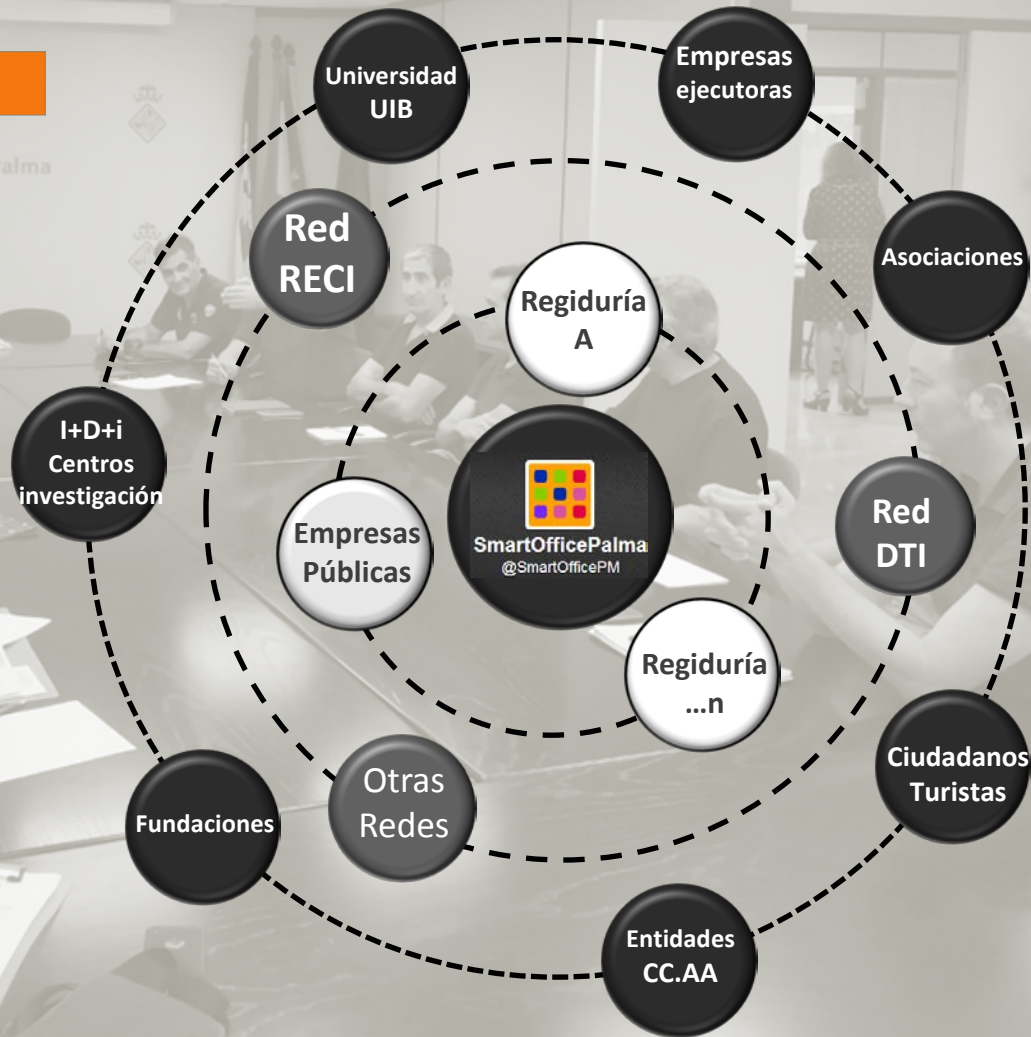 Universidad
UIB
Empresas
ejecutoras
Palma
Red
RECI
Asociaciones
Regiduría
A
I+D+i
Centros
investigación
Empresas
Públicas
SmartOfficePalma
@SmartOfficePM
Red
DTI
Regiduría
...n
Ciudadanos
Turistas
Otras
Redes
Fundaciones
Entidades
CC.AA